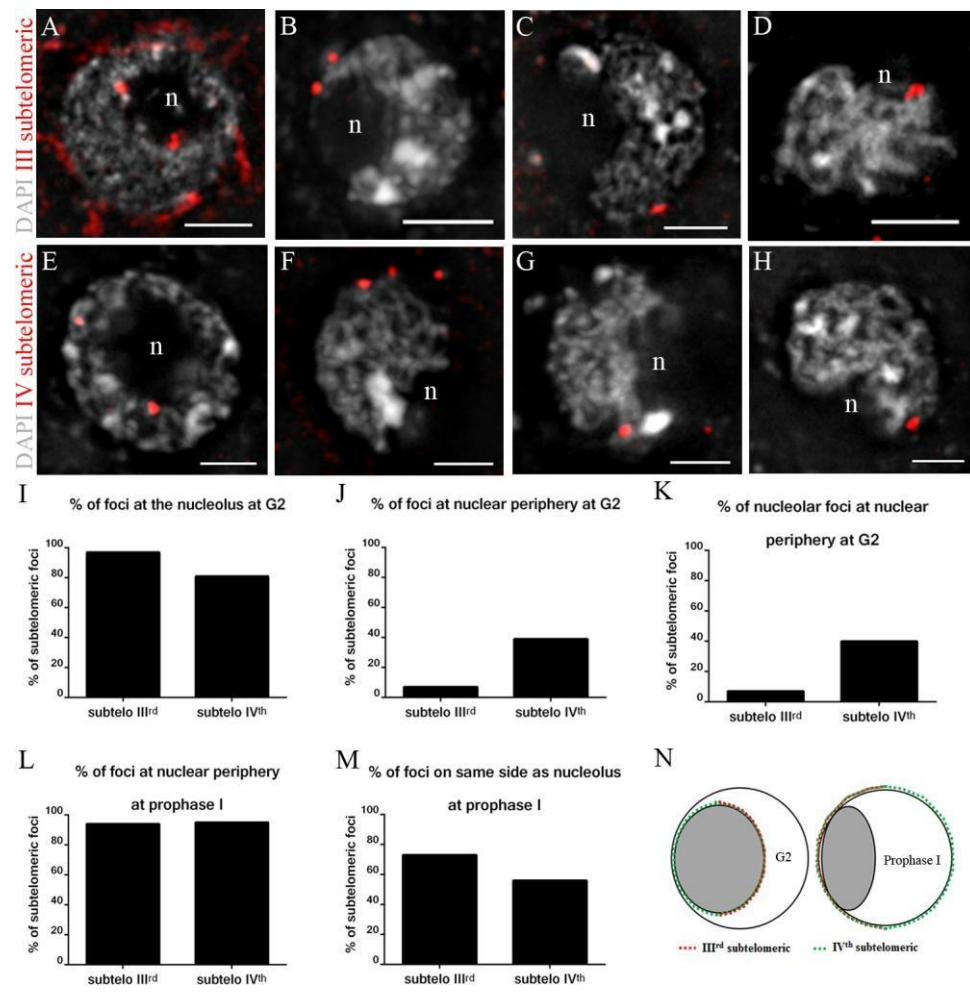 DAPI III subtelomeric
A
B
C
D
n
n
n
n
DAPI IV subtelomeric
E
F
G
H
n
n
n
n
I
% of foci at the nucleolus at G2
% of subtelomeric foci
100
80
60
40
20
0
subtelo IIIrd
subtelo IVth
J
% of foci at nuclear periphery at G2
% of subtelomeric foci
100
80
60
40
20
0
subtelo IIIrd
subtelo IVth
K
% of nucleolar foci at nuclear
periphery at G2
% of subtelomeric foci
100
80
60
40
20
0
subtelo IIIrd
subtelo IVth
L
% of foci at nuclear periphery
at prophase I
% of subtelomeric foci
100
80
60
40
20
0
subtelo IIIrd
subtelo IVth
M
% of foci on same side as nucleolus
at prophase I
% of subtelomeric foci
100
80
60
40
20
0
subtelo IIIrd
subtelo IVth
N
G2
Prophase I
IIIrd subtelomeric
IVth subtelomeric